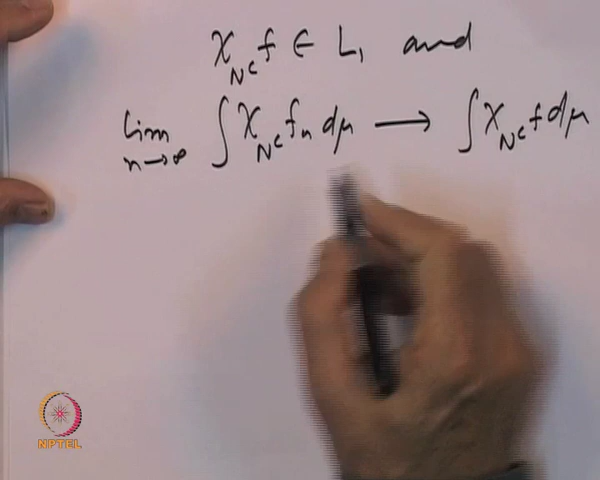 χ_{N^c} f ∈ L_1 and
lim_{n→∞} ∫ χ_{N^c} f_n dμ ⟶ ∫ χ_{N^c} f dμ
NPTEL